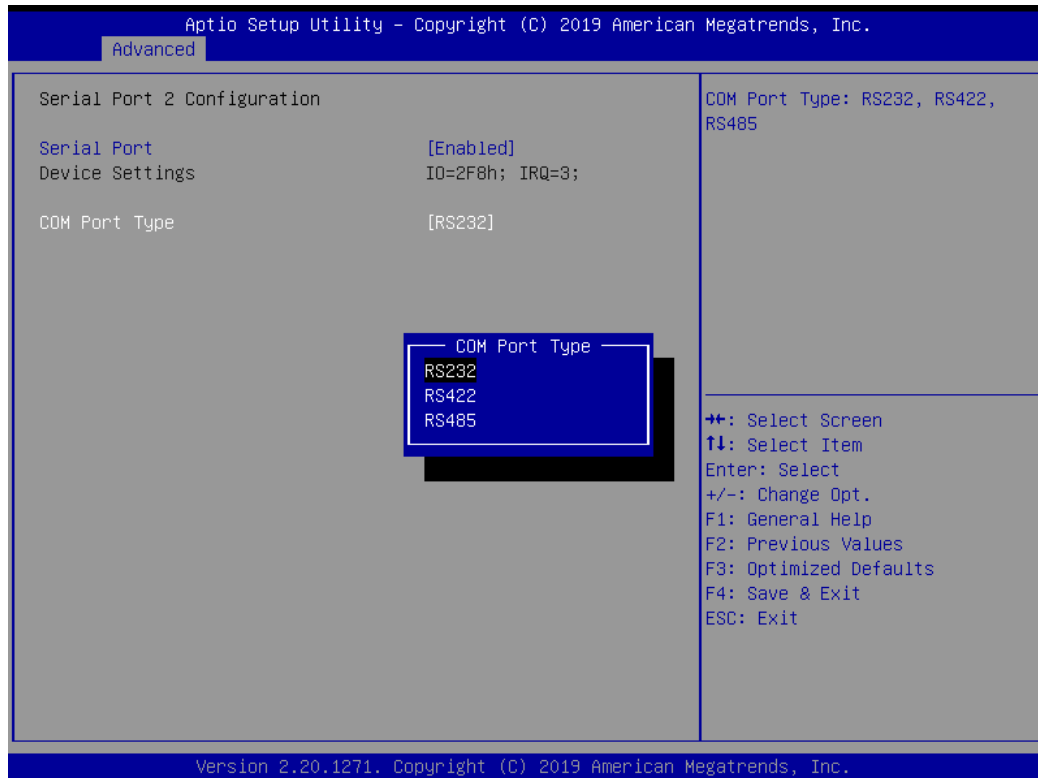 Aptio Setup Utility – Copyright (C) 2019 American Megatrends, Inc.
Advanced
Serial Port 2 Configuration
Serial Port [Enabled]
Device Settings IO=2F8h; IRQ=3;
COM Port Type [RS232]
COM Port Type
RS232
RS422
RS485
COM Port Type: RS232, RS422,
RS485
→←: Select Screen
↑↓: Select Item
Enter: Select
+/-: Change Opt.
F1: General Help
F2: Previous Values
F3: Optimized Defaults
F4: Save & Exit
ESC: Exit
Version 2.20.1271. Copyright (C) 2019 American Megatrends, Inc.